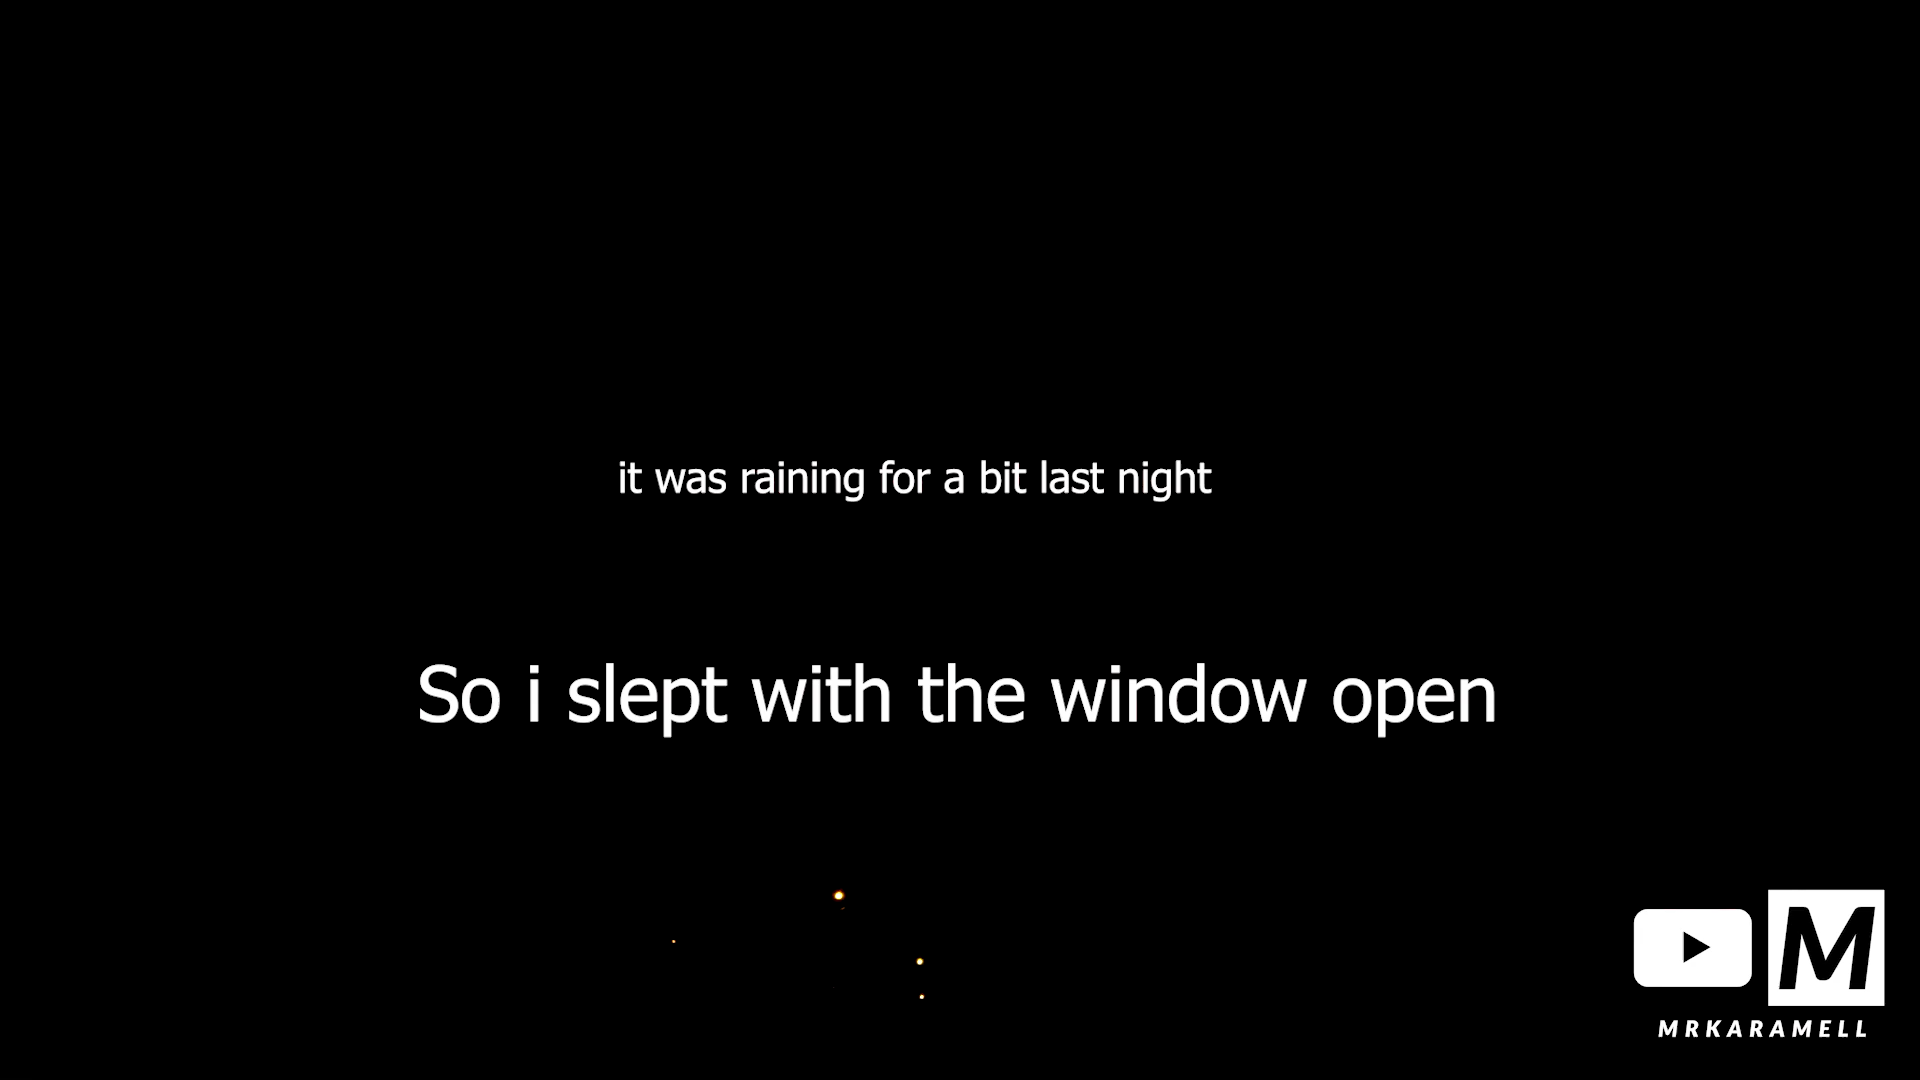 it was raining for a bit last night
So i slept with the window open
M
MRKARAMELL